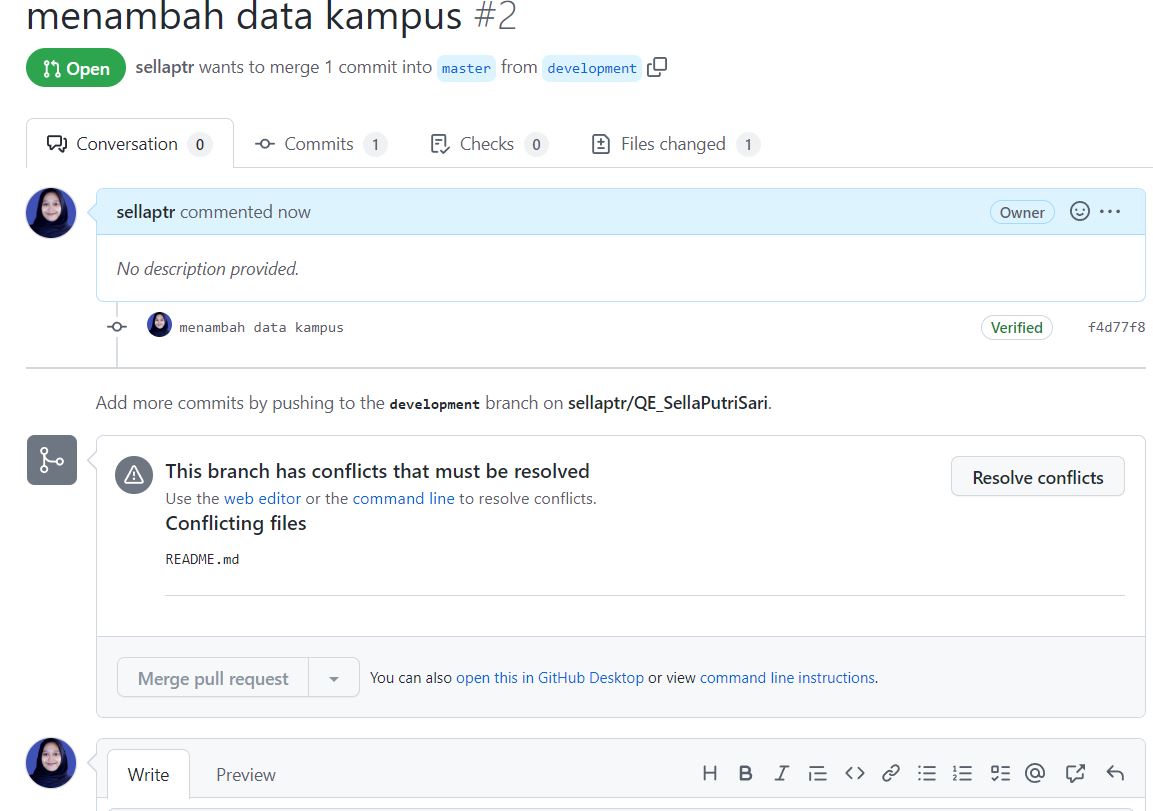 menambah data kampus #2
Open sellaptr wants to merge 1 commit into master from development
Conversation 0 Commits 1 Checks 0 Files changed 1
sellaptr commented now Owner
No description provided.
menambah data kampus Verified f4d77f8
Add more commits by pushing to the development branch on sellaptr/QE_SellaPutriSari.
This branch has conflicts that must be resolved
Resolve conflicts
Use the web editor or the command line to resolve conflicts.
Conflicting files
README.md
Merge pull request You can also open this in GitHub Desktop or view command line instructions.
Write Preview